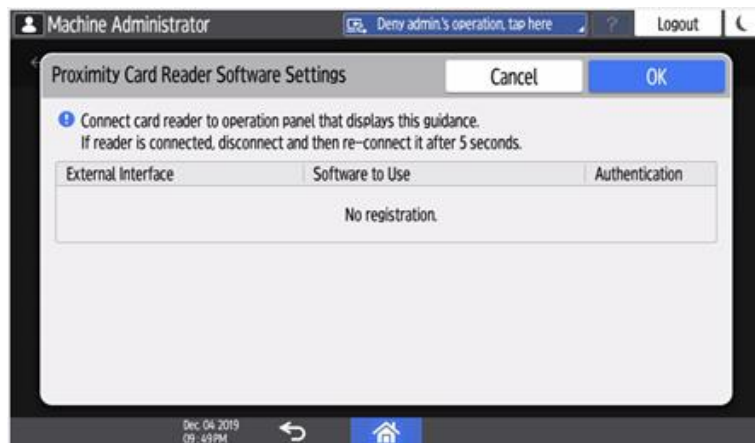 Machine Administrator
Deny admin.'s operation, tap here
?
Logout
Proximity Card Reader Software Settings
Cancel
OK
Connect card reader to operation panel that displays this guidance.
If reader is connected, disconnect and then re-connect it after 5 seconds.
External Interface
Software to Use
Authentication
No registration.
Dec. 04 2019
09:49PM